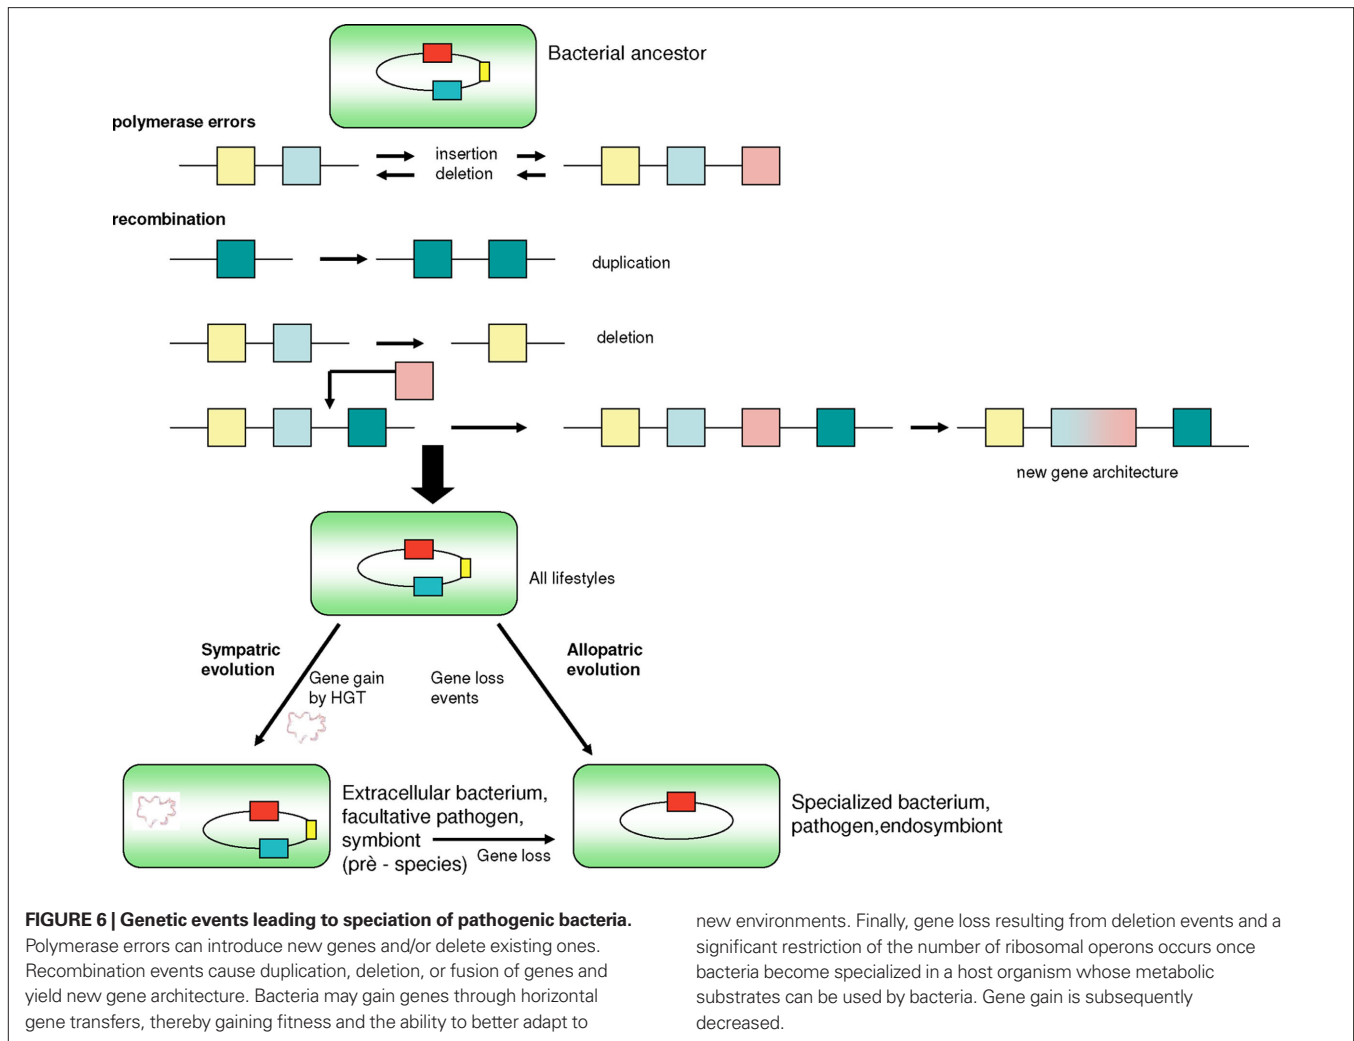 Bacterial ancestor
polymerase errors
insertion
deletion
recombination
duplication
deletion
new gene architecture
All lifestyles
Sympatric
evolution
Gene gain
by HGT
Gene loss
events
Allopatric
evolution
Extracellular bacterium,
facultative pathogen,
symbiont
(prè - species)
Gene loss
Specialized bacterium,
pathogen,endosymbiont
FIGURE 6 | Genetic events leading to speciation of pathogenic bacteria.
Polymerase errors can introduce new genes and/or delete existing ones.
Recombination events cause duplication, deletion, or fusion of genes and
yield new gene architecture. Bacteria may gain genes through horizontal
gene transfers, thereby gaining fitness and the ability to better adapt to
new environments. Finally, gene loss resulting from deletion events and a
significant restriction of the number of ribosomal operons occurs once
bacteria become specialized in a host organism whose metabolic
substrates can be used by bacteria. Gene gain is subsequently
decreased.